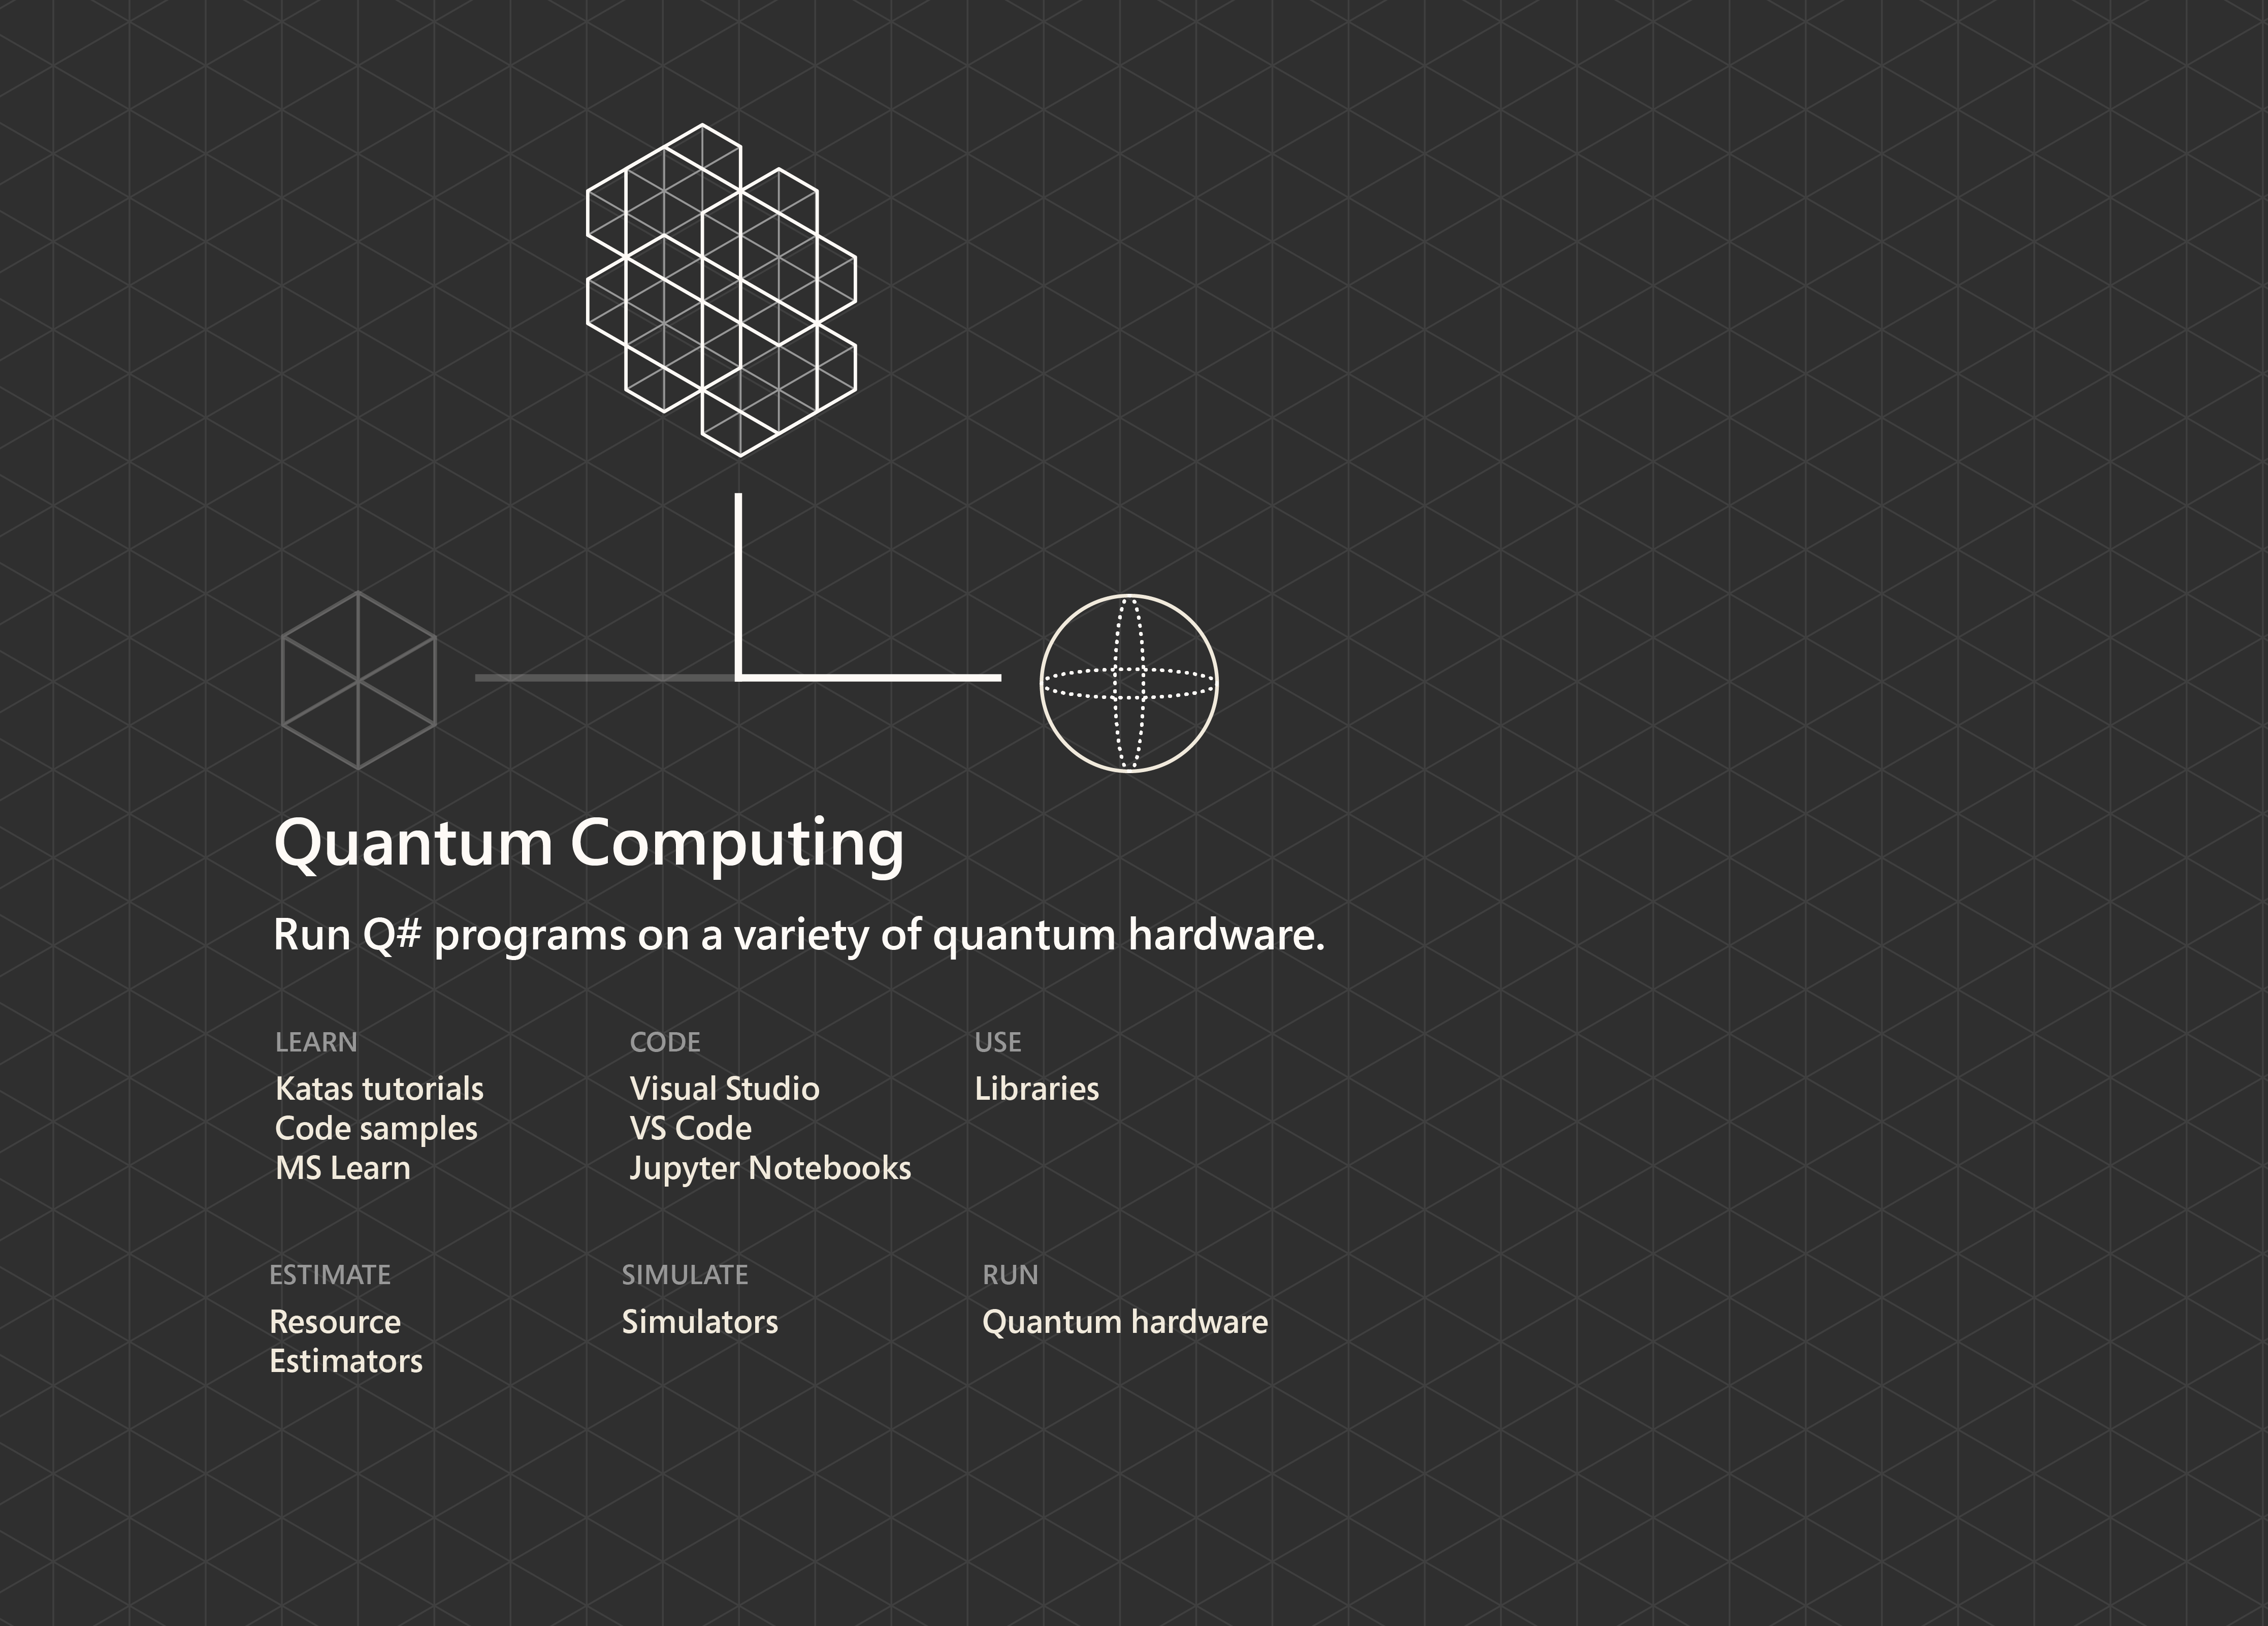 Quantum Computing
Run Q# programs on a variety of quantum hardware.
LEARN
Katas tutorials
Code samples
MS Learn
CODE
Visual Studio
VS Code
Jupyter Notebooks
USE
Libraries
ESTIMATE
Resource
Estimators
SIMULATE
Simulators
RUN
Quantum hardware